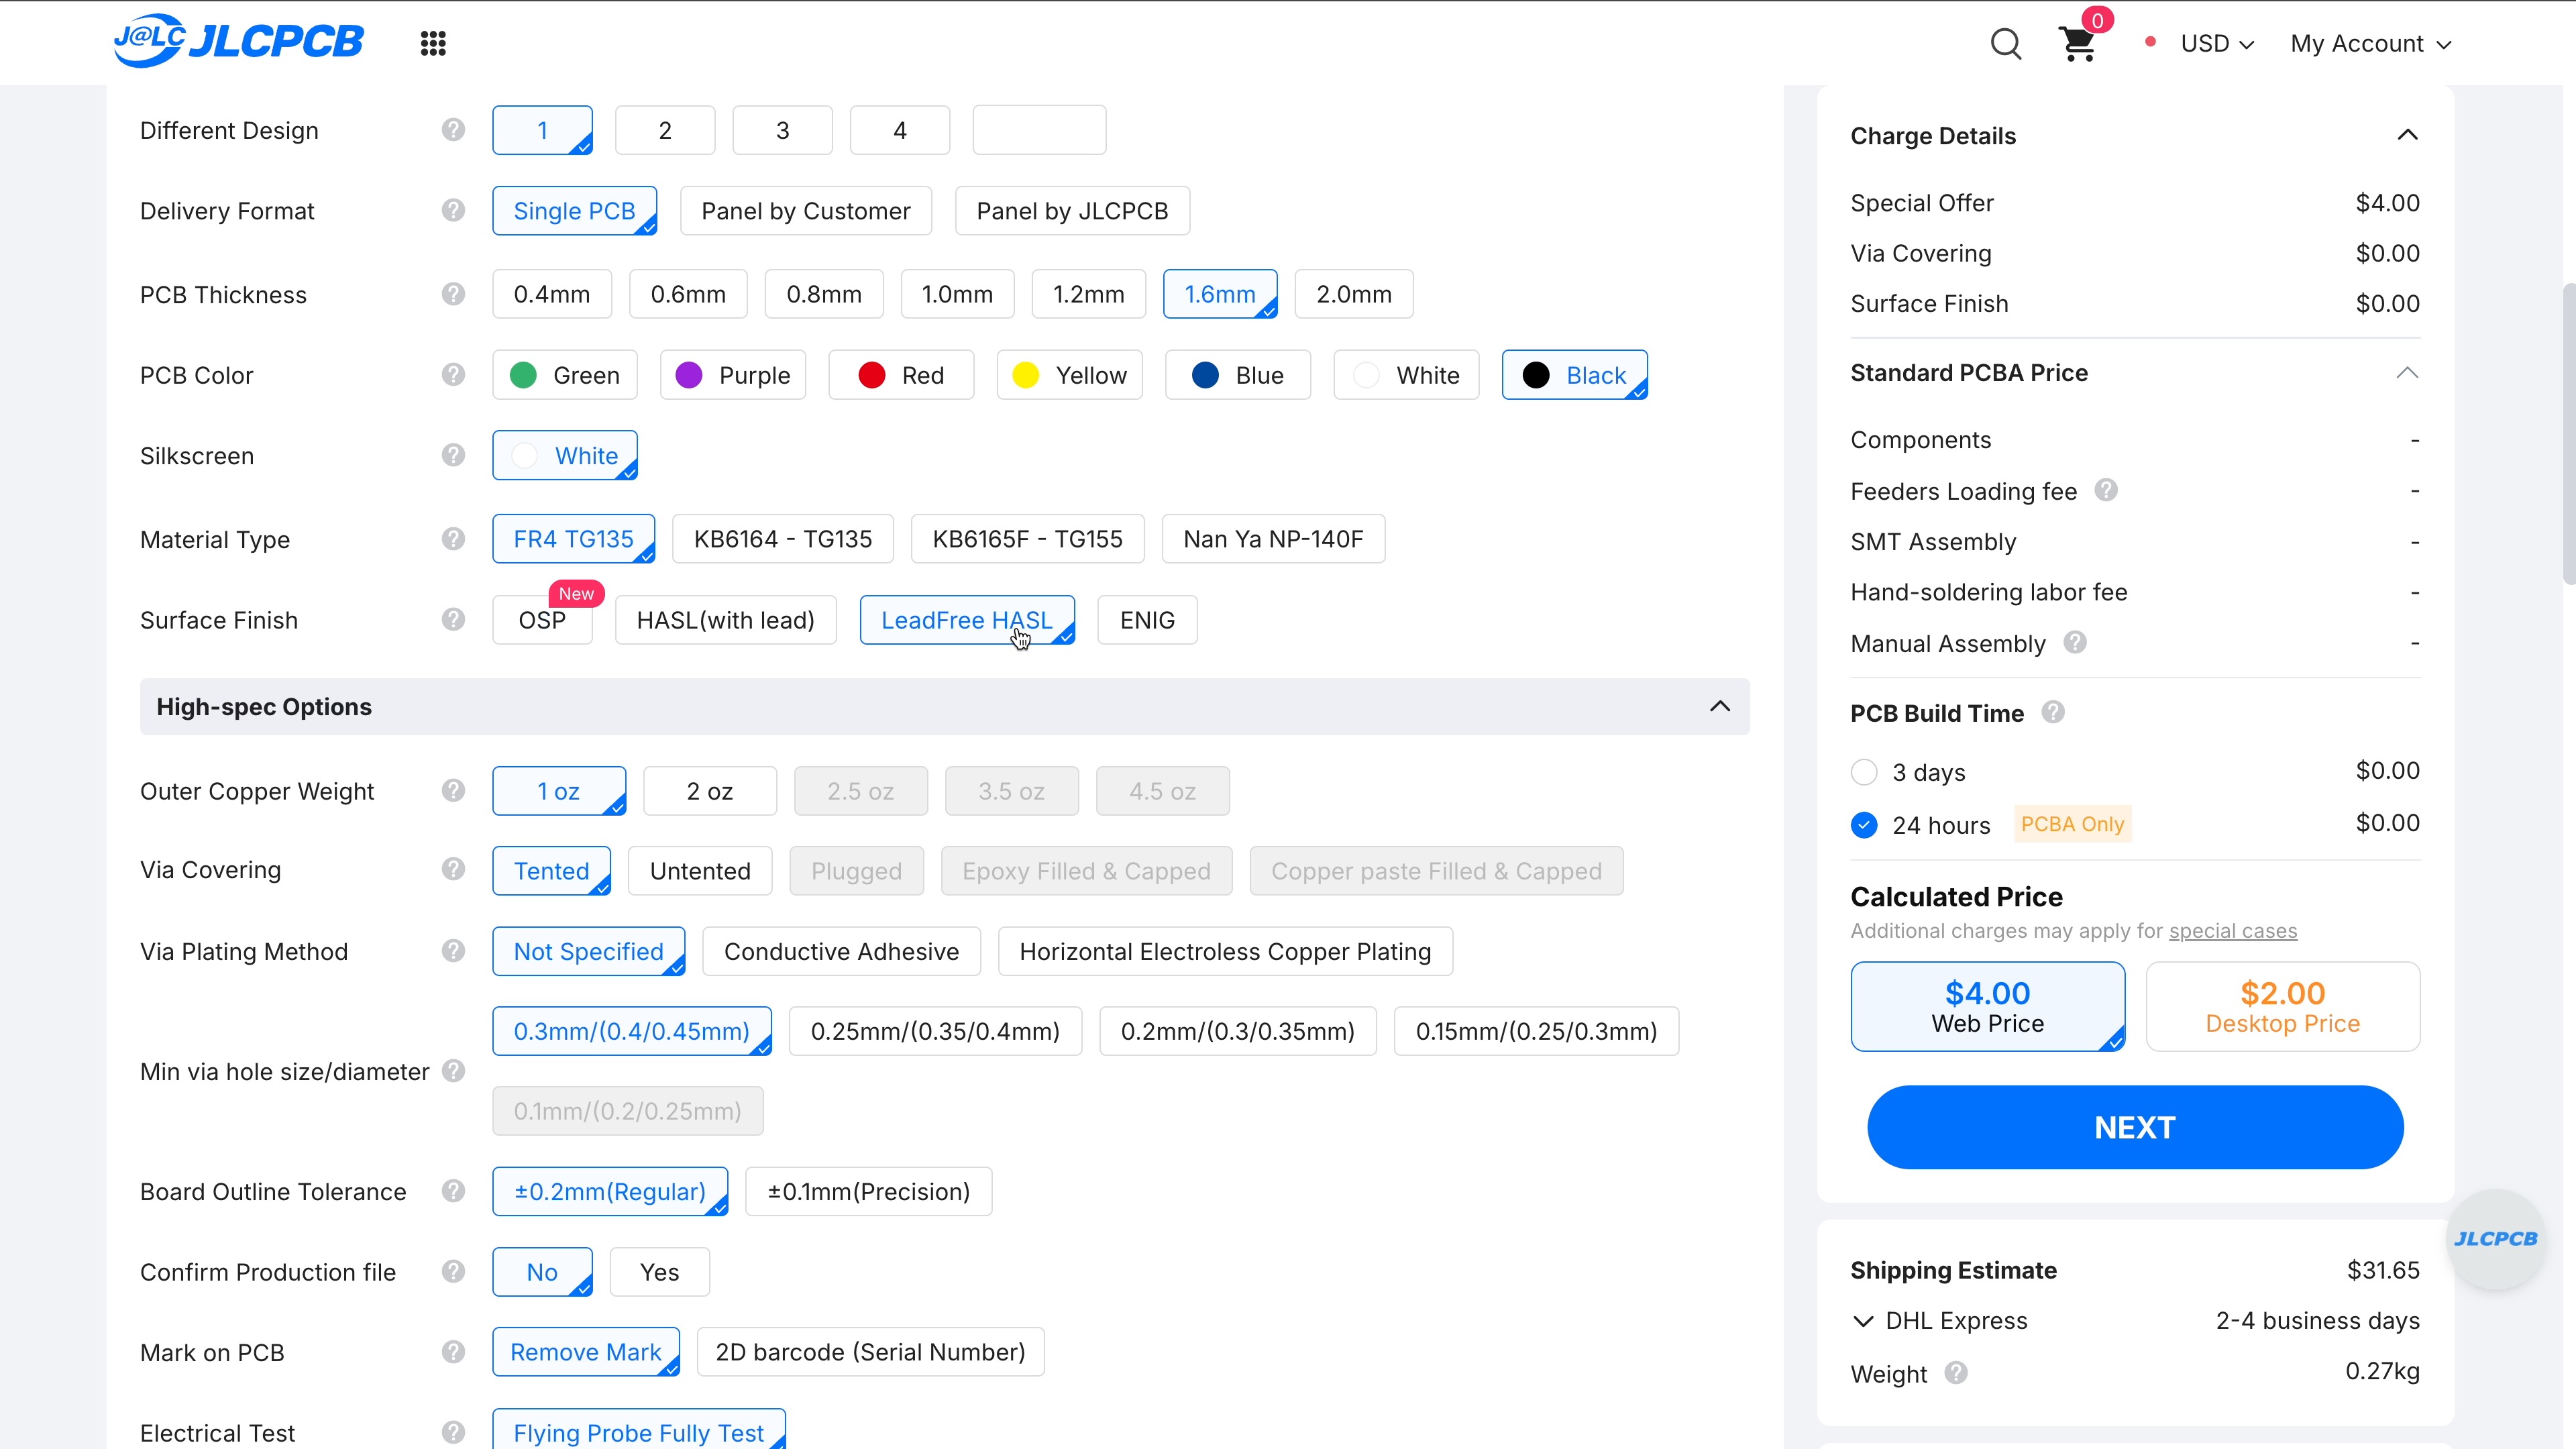 J@LC JLCPCB
0
USD
My Account
Different Design
1
2
3
4
Delivery Format
Single PCB
Panel by Customer
Panel by JLCPCB
PCB Thickness
0.4mm
0.6mm
0.8mm
1.0mm
1.2mm
1.6mm
2.0mm
PCB Color
Green
Purple
Red
Yellow
Blue
White
Black
Silkscreen
White
Material Type
FR4 TG135
KB6164 - TG135
KB6165F - TG155
Nan Ya NP-140F
Surface Finish
New
OSP
HASL(with lead)
LeadFree HASL
ENIG
High-spec Options
Outer Copper Weight
1 oz
2 oz
2.5 oz
3.5 oz
4.5 oz
Via Covering
Tented
Untented
Plugged
Epoxy Filled & Capped
Copper paste Filled & Capped
Via Plating Method
Not Specified
Conductive Adhesive
Horizontal Electroless Copper Plating
Min via hole size/diameter
0.3mm/(0.4/0.45mm)
0.25mm/(0.35/0.4mm)
0.2mm/(0.3/0.35mm)
0.15mm/(0.25/0.3mm)
0.1mm/(0.2/0.25mm)
Board Outline Tolerance
±0.2mm(Regular)
±0.1mm(Precision)
Confirm Production file
No
Yes
Mark on PCB
Remove Mark
2D barcode (Serial Number)
Electrical Test
Flying Probe Fully Test
Charge Details
Special Offer $4.00
Via Covering $0.00
Surface Finish $0.00
Standard PCBA Price
Components -
Feeders Loading fee ? -
SMT Assembly -
Hand-soldering labor fee -
Manual Assembly ? -
PCB Build Time ?
3 days $0.00
24 hours PCBA Only $0.00
Calculated Price
Additional charges may apply for special cases
$4.00
Web Price
$2.00
Desktop Price
NEXT
JLCPCB
Shipping Estimate $31.65
DHL Express 2-4 business days
Weight ? 0.27kg